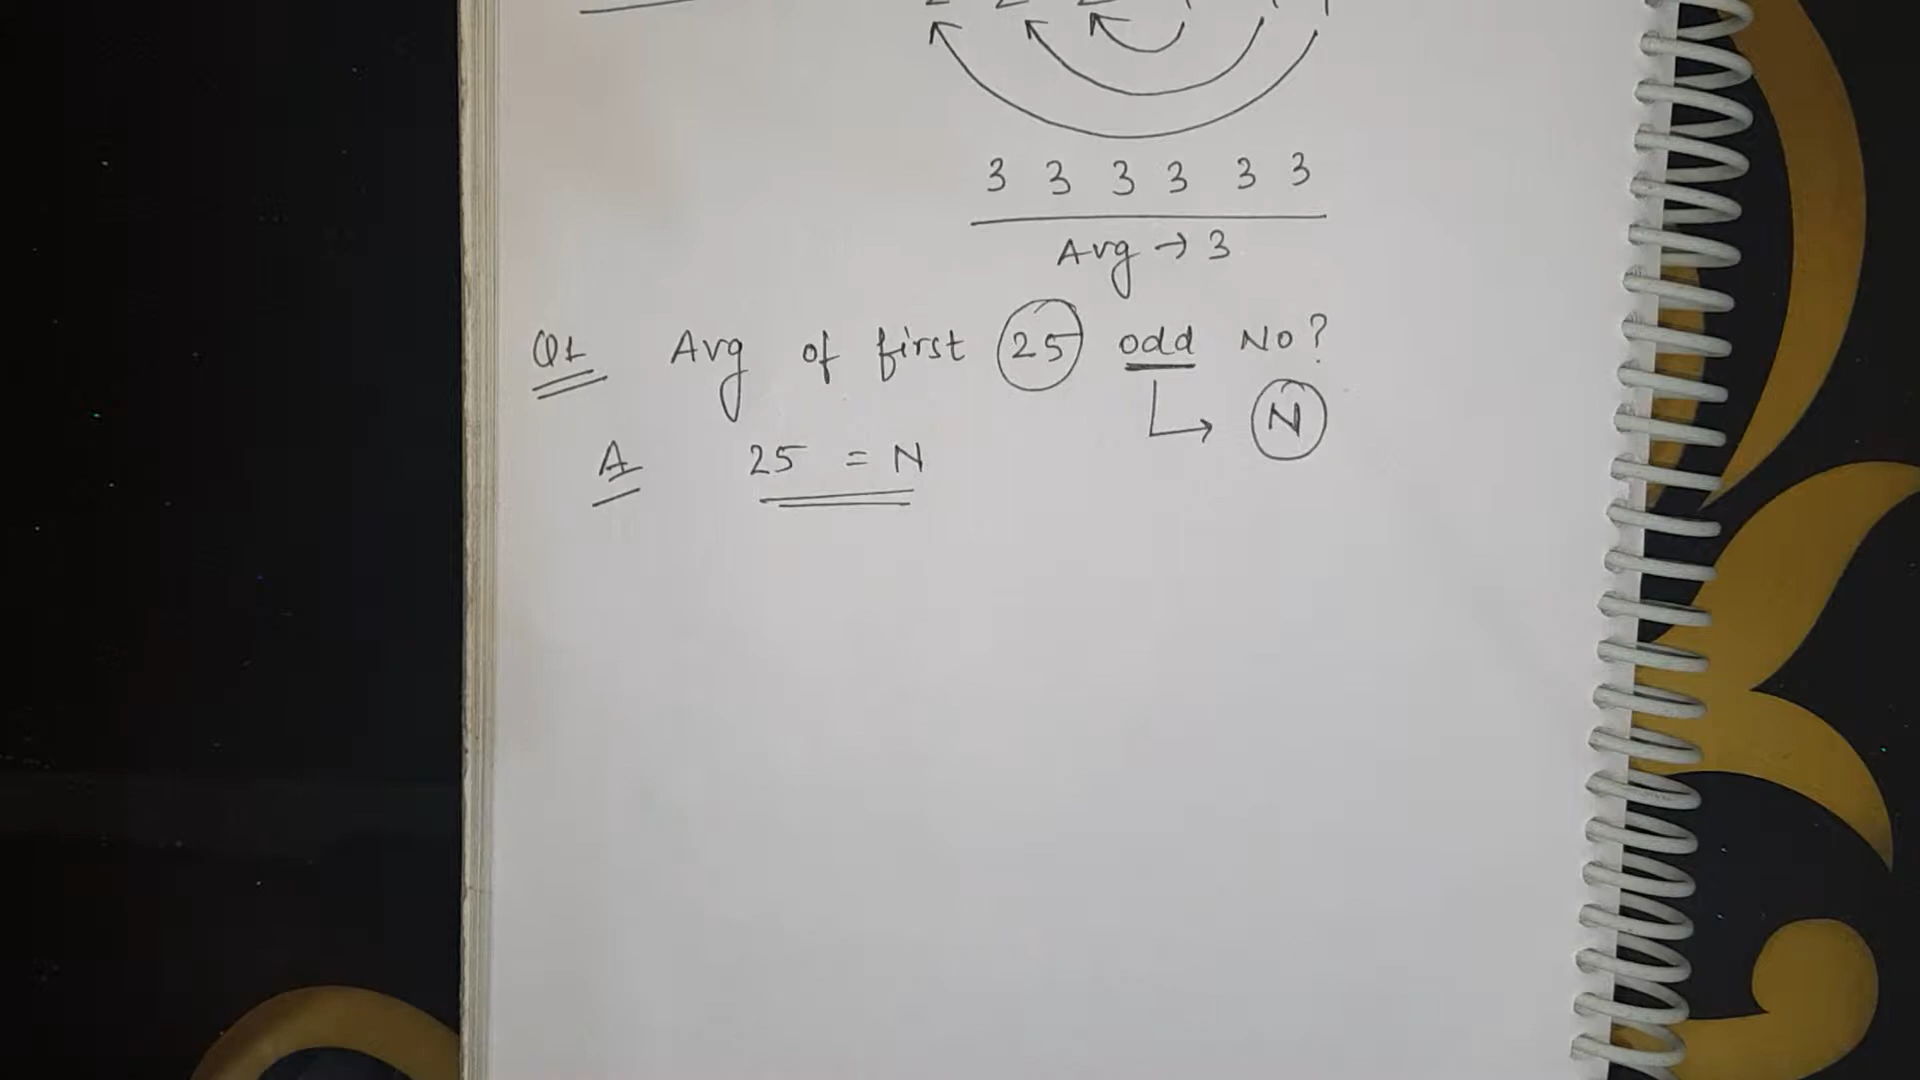 3 3 3 3 3 3
Avg → 3
Q1 Avg of first 25 odd No?
N
A 25 = N